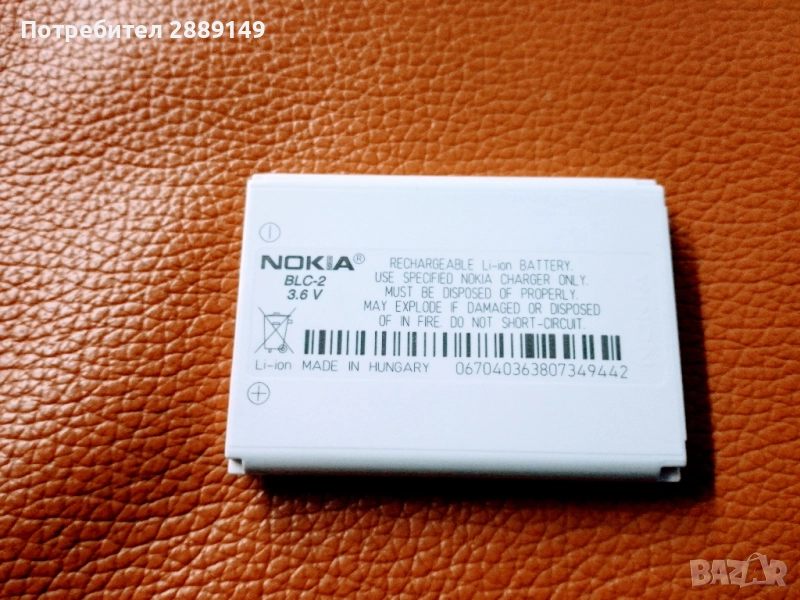 Потребител 2889149
NOKIA®
BLC-2
3.6 V
RECHARGEABLE Li-ion BATTERY.
USE SPECIFIED NOKIA CHARGER ONLY.
MUST BE DISPOSED OF PROPERLY.
MAY EXPLODE IF DAMAGED OR DISPOSED
OF IN FIRE. DO NOT SHORT-CIRCUIT.
Li-ion MADE IN HUNGARY 067040363807349442
BAZAR